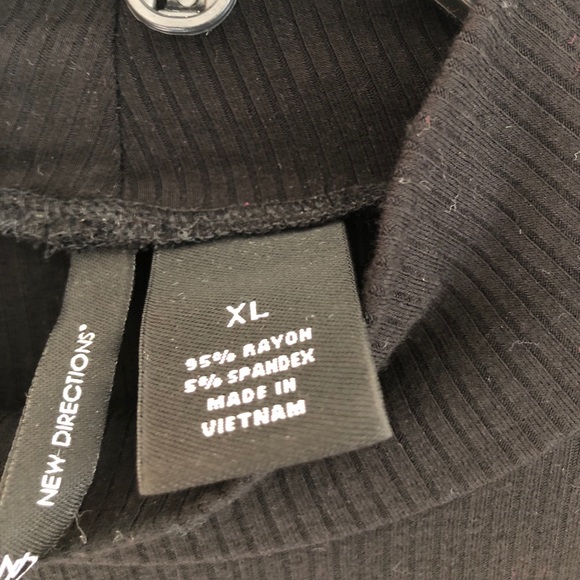 XL
95% RAYON
5% SPANDEX
MADE IN
VIETNAM
NEW DIRECTIONS®